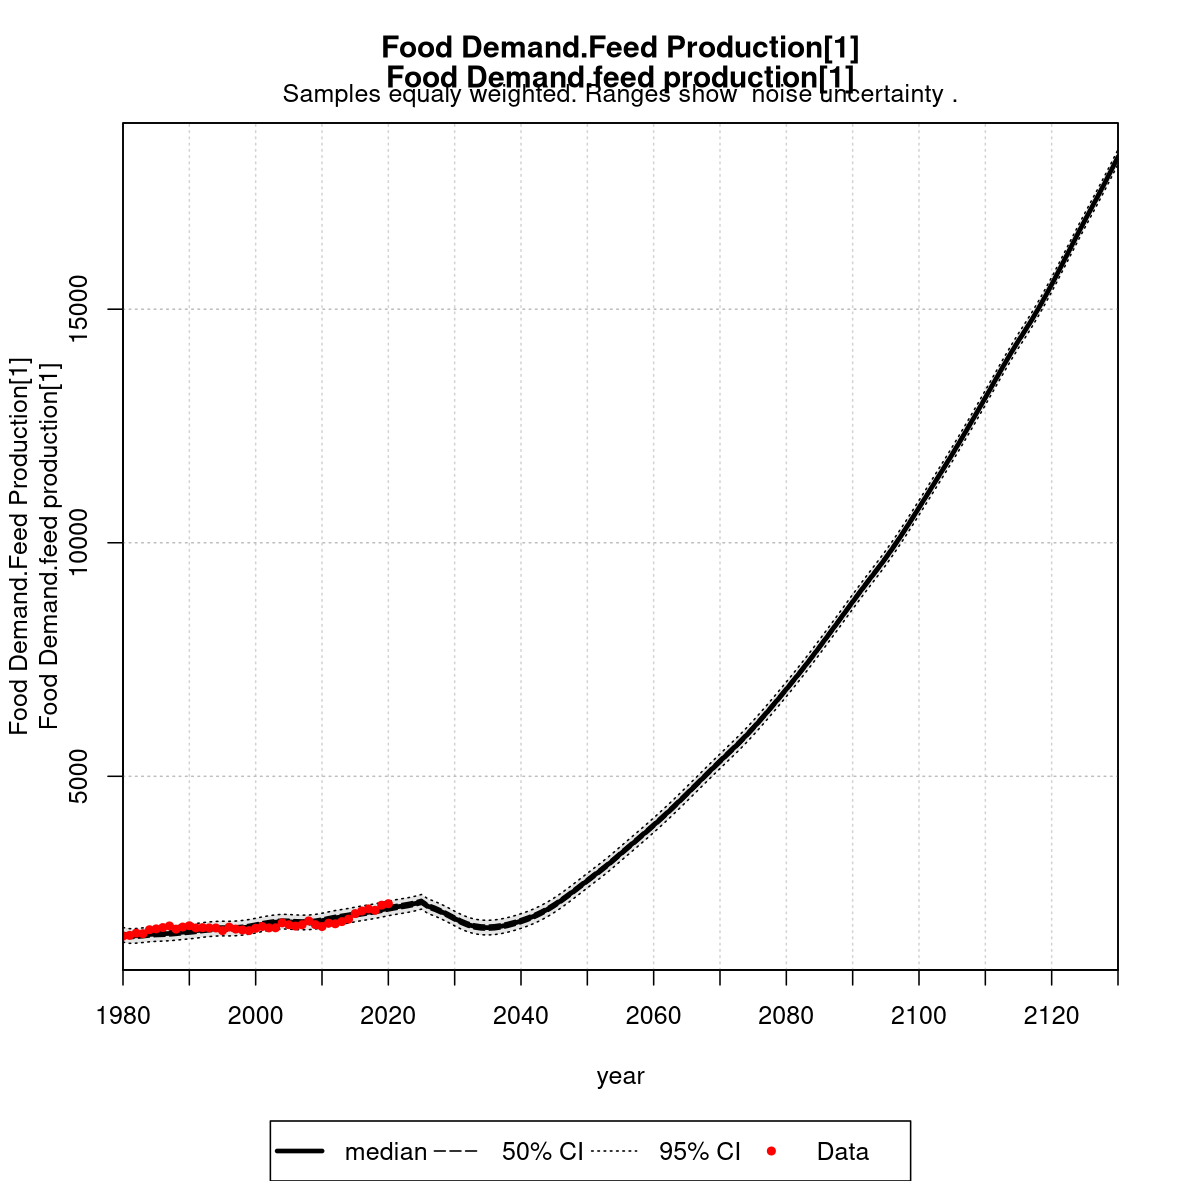 Food Demand.Feed Production[1]
Food Demand.feed production[1]
Samples equaly weighted. Ranges show  noise uncertainty .
Food Demand.Feed Production[1]
Food Demand.feed production[1]
15000
10000
5000
1980 2000 2020 2040 2060 2080 2100 2120
year
median 50% CI 95% CI Data